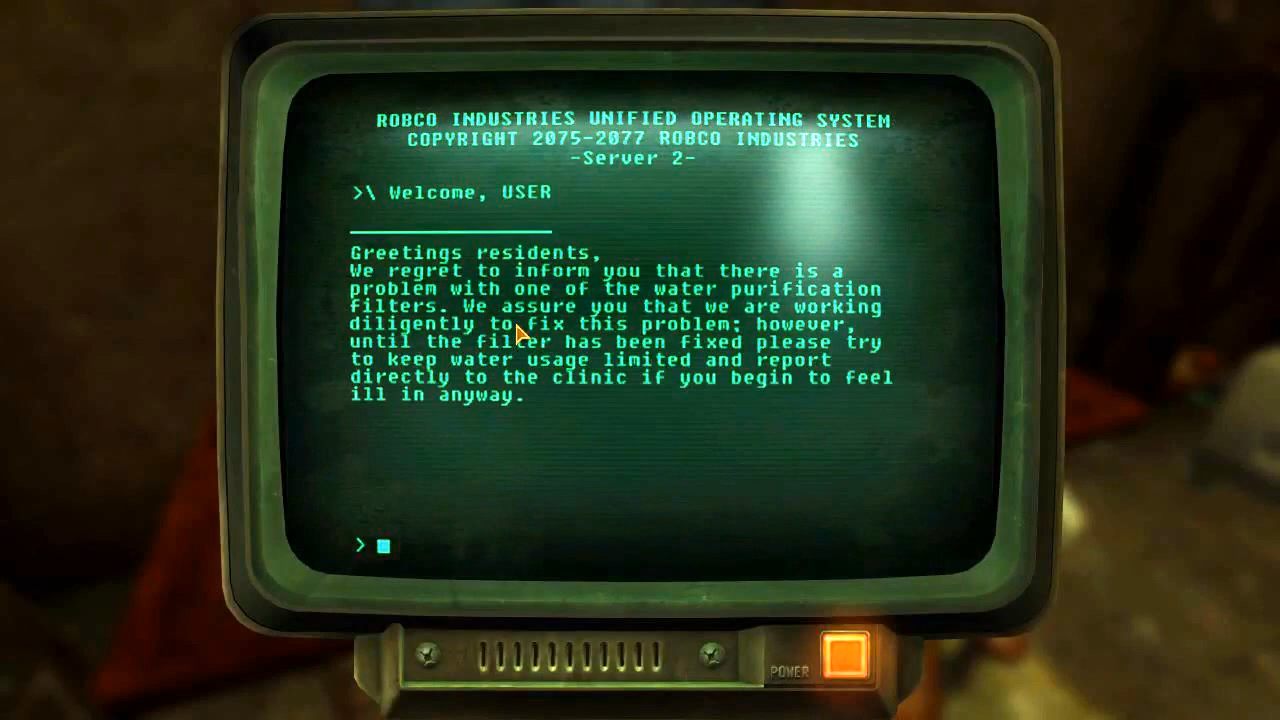 ROBCO INDUSTRIES UNIFIED OPERATING SYSTEM
COPYRIGHT 2075-2077 ROBCO INDUSTRIES
-Server 2-
>\ Welcome, USER
Greetings residents,
We regret to inform you that there is a
problem with one of the water purification
filters. We assure you that we are working
diligently to fix this problem; however,
until the filter has been fixed please try
to keep water usage limited and report
directly to the clinic if you begin to feel
ill in anyway.
>
POWER